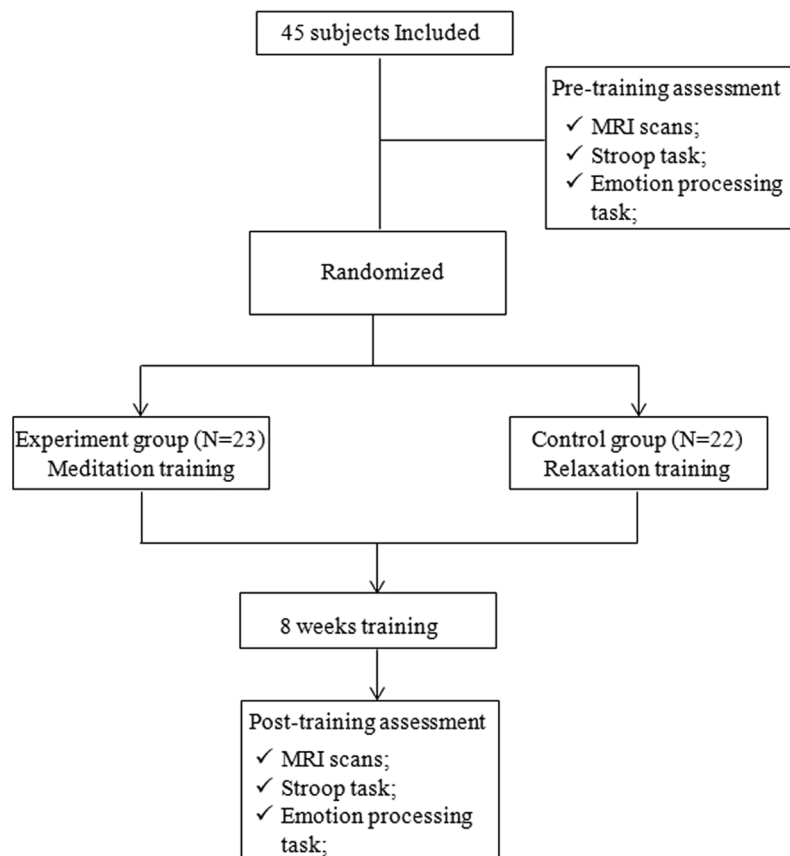 45 subjects Included
Pre-training assessment
✓ MRI scans;
✓ Stroop task;
✓ Emotion processing
task;
Randomized
Experiment group (N=23)
Meditation training
Control group (N=22)
Relaxation training
8 weeks training
Post-training assessment
✓ MRI scans;
✓ Stroop task;
✓ Emotion processing
task;